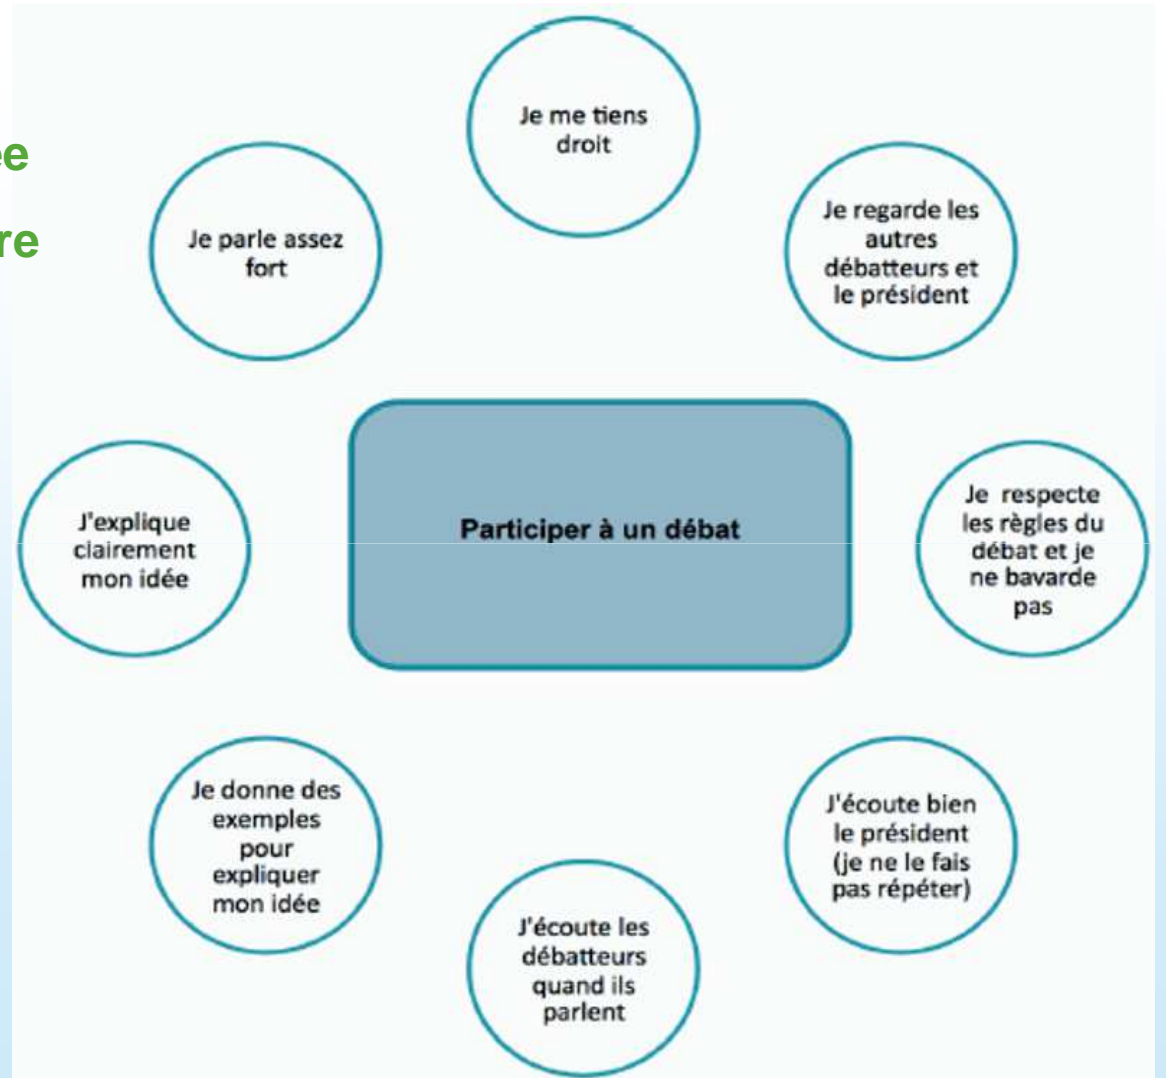 Je me tiens
droit
Je regarde les
autres
débatteurs et
le président
Je respecte
les règles du
débat et je
ne bavarde
pas
J'écoute bien
le président
(je ne le fais
pas répéter)
J'écoute les
débatteurs
quand ils
parlent
Je donne des
exemples
pour
expliquer
mon idée
J'explique
clairement
mon idée
Je parle assez
fort
Participer à un débat